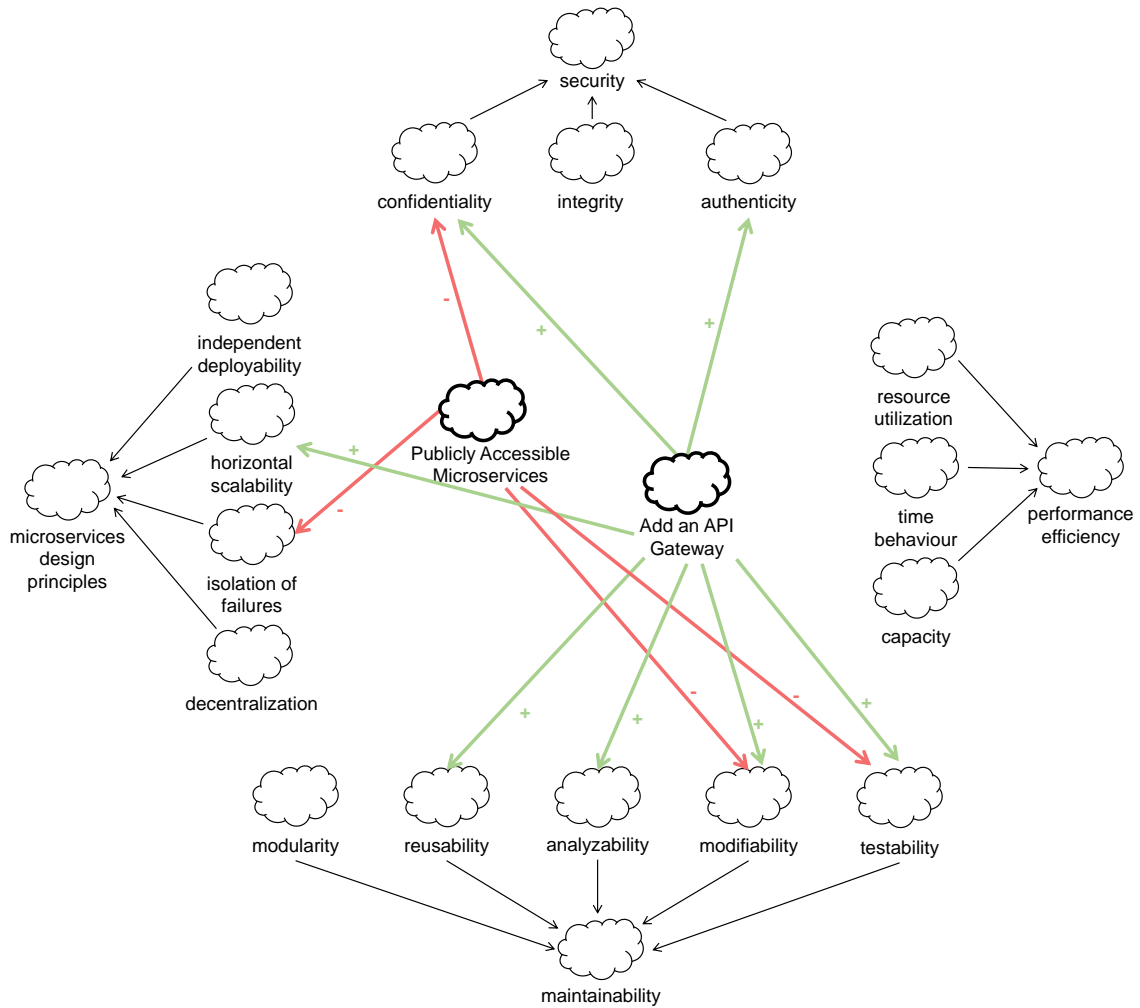 security
confidentiality
integrity
authenticity
-
+
+
independent
deployability
resource
utilization
+
horizontal
scalability
Publicly Accessible
Microservices
-
Add an API
Gateway
time
behaviour
performance
efficiency
microservices
design
principles
isolation of
failures
capacity
decentralization
-
-
+
+
+
+
modularity
reusability
analyzability
modifiability
testability
maintainability